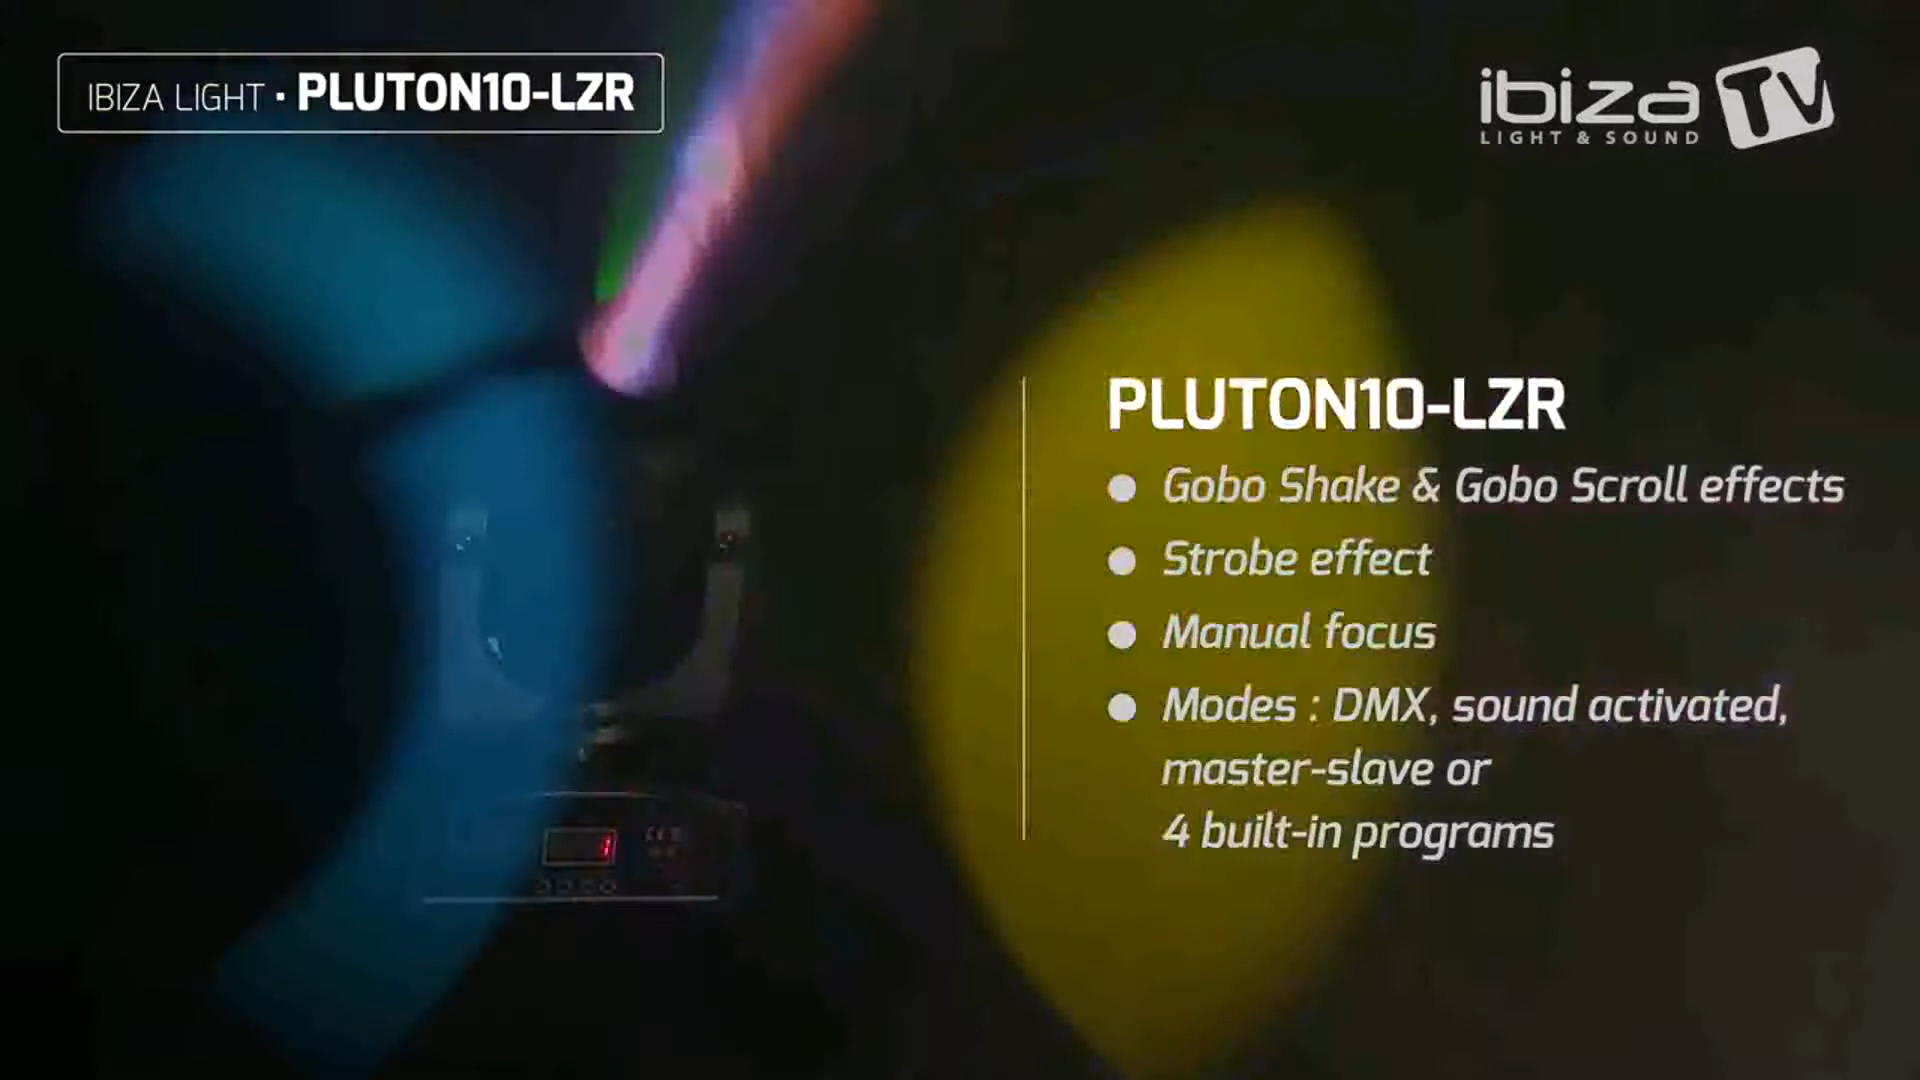 IBIZA LIGHT · PLUTON10-LZR
ibiza TV
LIGHT & SOUND
PLUTON10-LZR
● Gobo Shake & Gobo Scroll effects
● Strobe effect
● Manual focus
● Modes : DMX, sound activated,
master-slave or
4 built-in programs
1